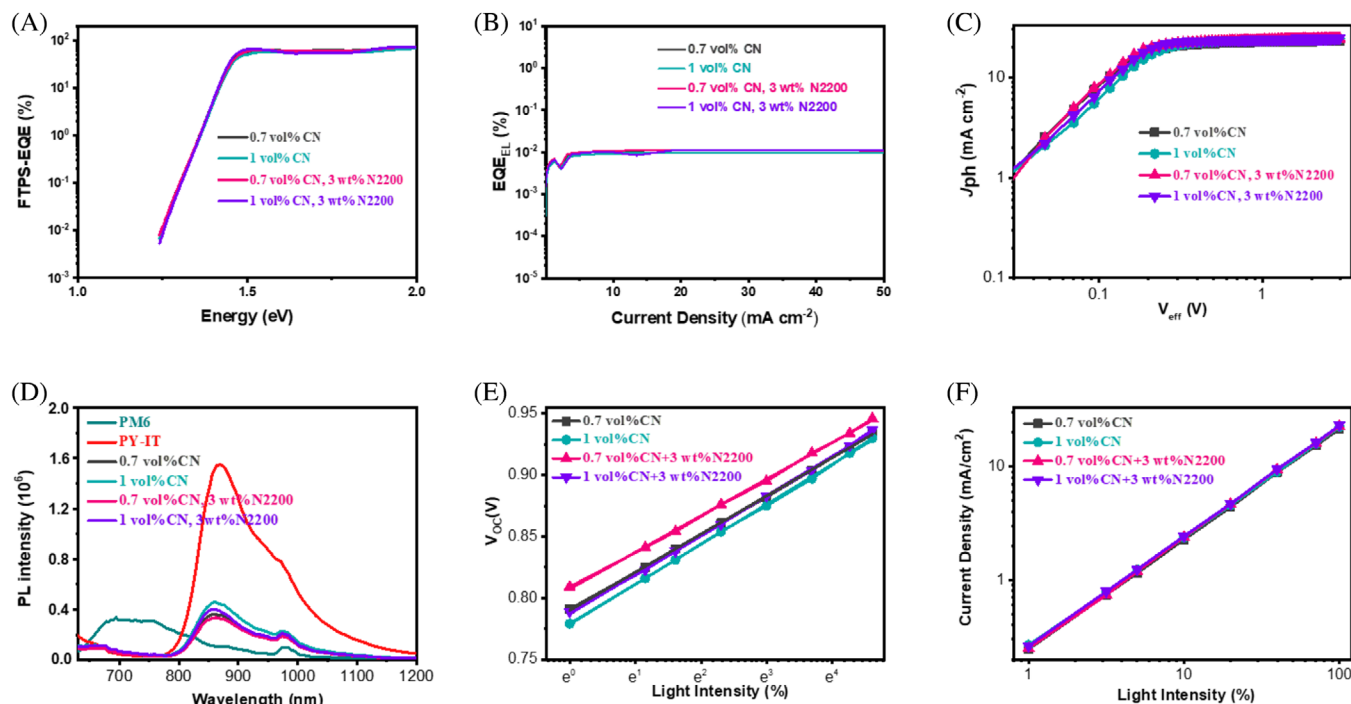 (A)
10²
10¹
10⁰
10⁻¹
10⁻²
10⁻³
FTPS-EQE (%)
0.7 vol% CN
1 vol% CN
0.7 vol% CN, 3 wt% N2200
1 vol% CN, 3 wt% N2200
1.0
1.5
2.0
Energy (eV)
(B)
10¹
10⁰
10⁻¹
10⁻²
10⁻³
10⁻⁴
10⁻⁵
EQE_EL (%)
0.7 vol% CN
1 vol% CN
0.7 vol% CN, 3 wt% N2200
1 vol% CN, 3 wt% N2200
0
10
20
30
40
50
Current Density (mA cm⁻²)
(C)
10
1
0.1
Jph (mA cm⁻²)
0.7 vol%CN
1 vol%CN
0.7 vol%CN, 3 wt%N2200
1 vol%CN, 3 wt%N2200
0.1
1
V_eff (V)
(D)
2.0
1.6
1.2
0.8
0.4
0.0
PL intensity (10⁶)
PM6
PY-IT
0.7 vol%CN
1 vol%CN
0.7 vol%CN, 3 wt%N2200
1 vol%CN, 3 wt%N2200
700
800
900
1000
1100
1200
Wavelength (nm)
(E)
0.95
0.90
0.85
0.80
0.75
V_OC(V)
0.7 vol%CN
1 vol%CN
0.7 vol%CN+3 wt%N2200
1 vol%CN+3 wt%N2200
e⁰
e¹
e²
e³
e⁴
Light Intensity (%)
(F)
10
1
Current Density (mA/cm²)
0.7 vol%CN
1 vol%CN
0.7 vol%CN+3 wt%N2200
1 vol%CN+3 wt%N2200
1
10
100
Light Intensity (%)